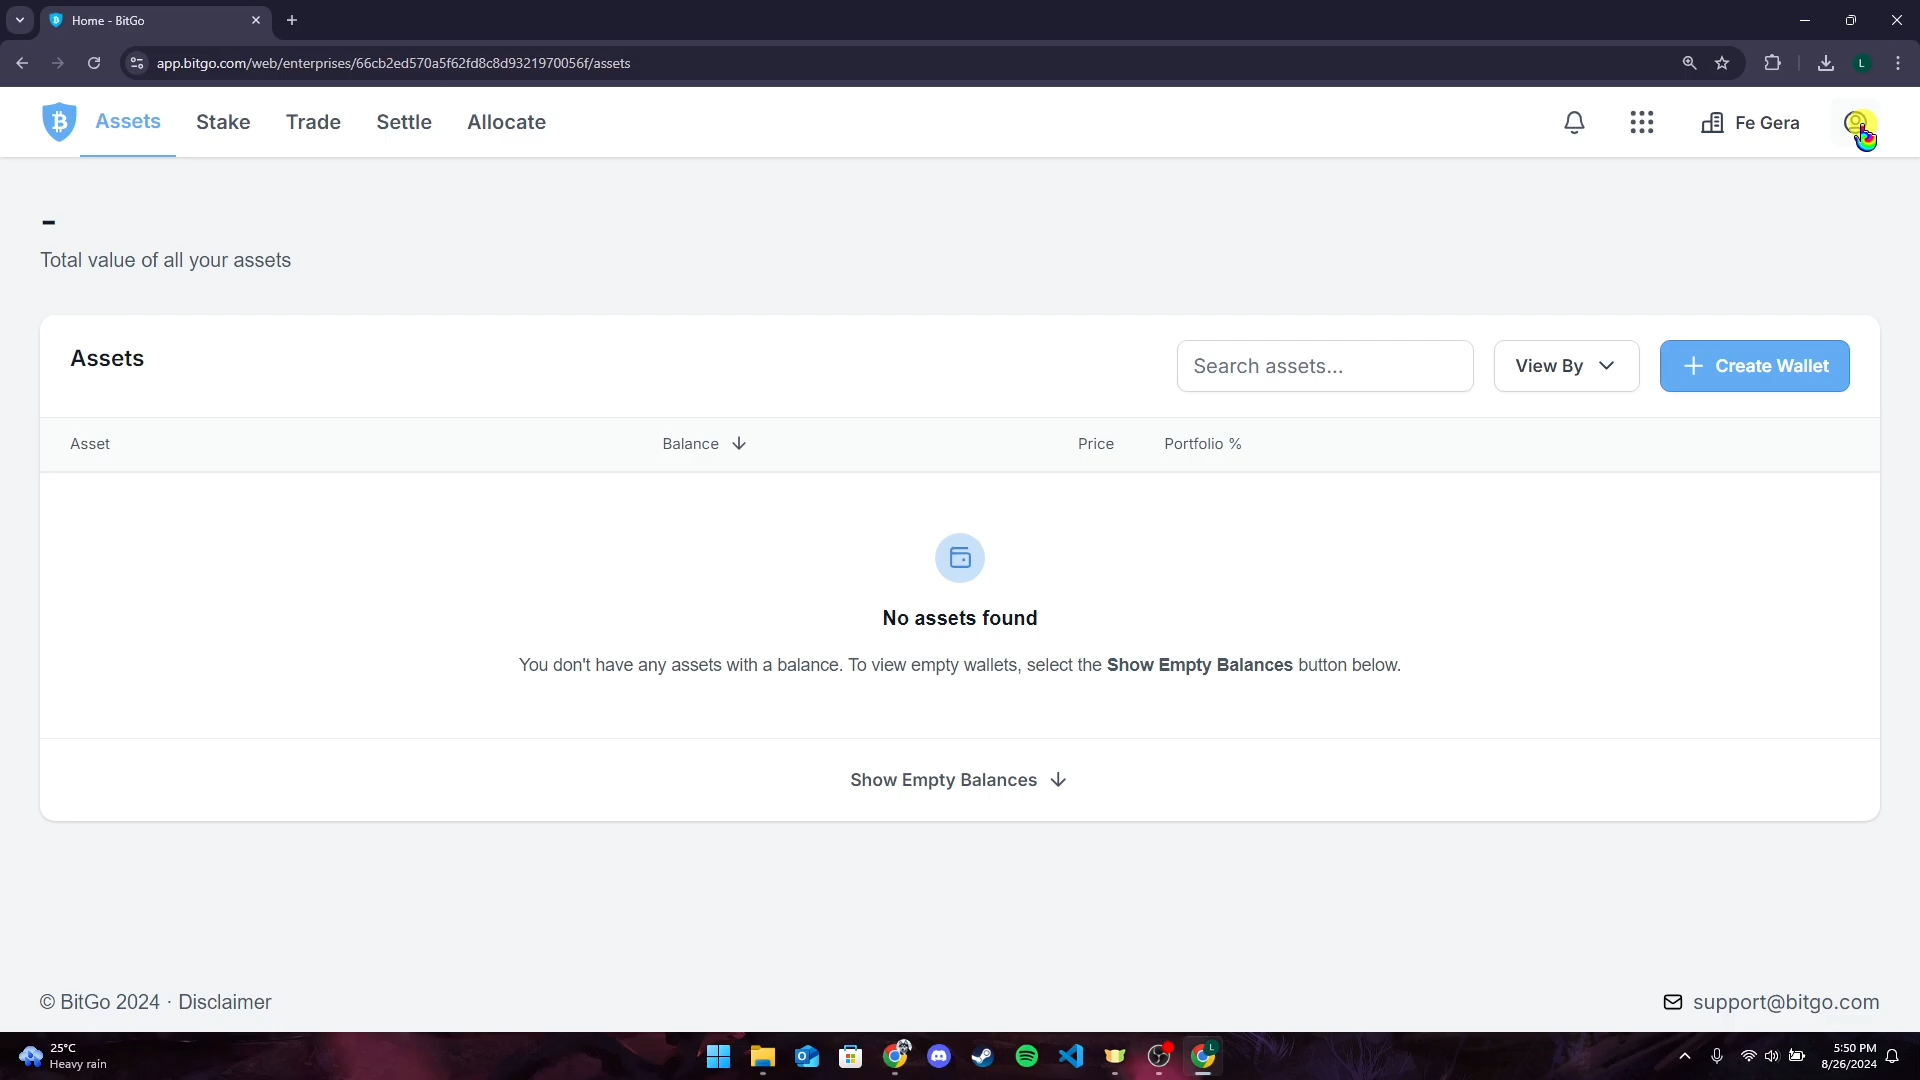 Home - BitGo
app.bitgo.com/web/enterprises/66cb2ed570a5f62fd8c8d9321970056f/assets
L
Assets
Stake
Trade
Settle
Allocate
Fe Gera
-
Total value of all your assets
Assets
Search assets...
View By
Create Wallet
Asset
Balance
Price
Portfolio %
No assets found
You don't have any assets with a balance. To view empty wallets, select the Show Empty Balances button below.
Show Empty Balances
© BitGo 2024 · Disclaimer
support@bitgo.com
25°C
Heavy rain
L
5:50 PM
8/26/2024